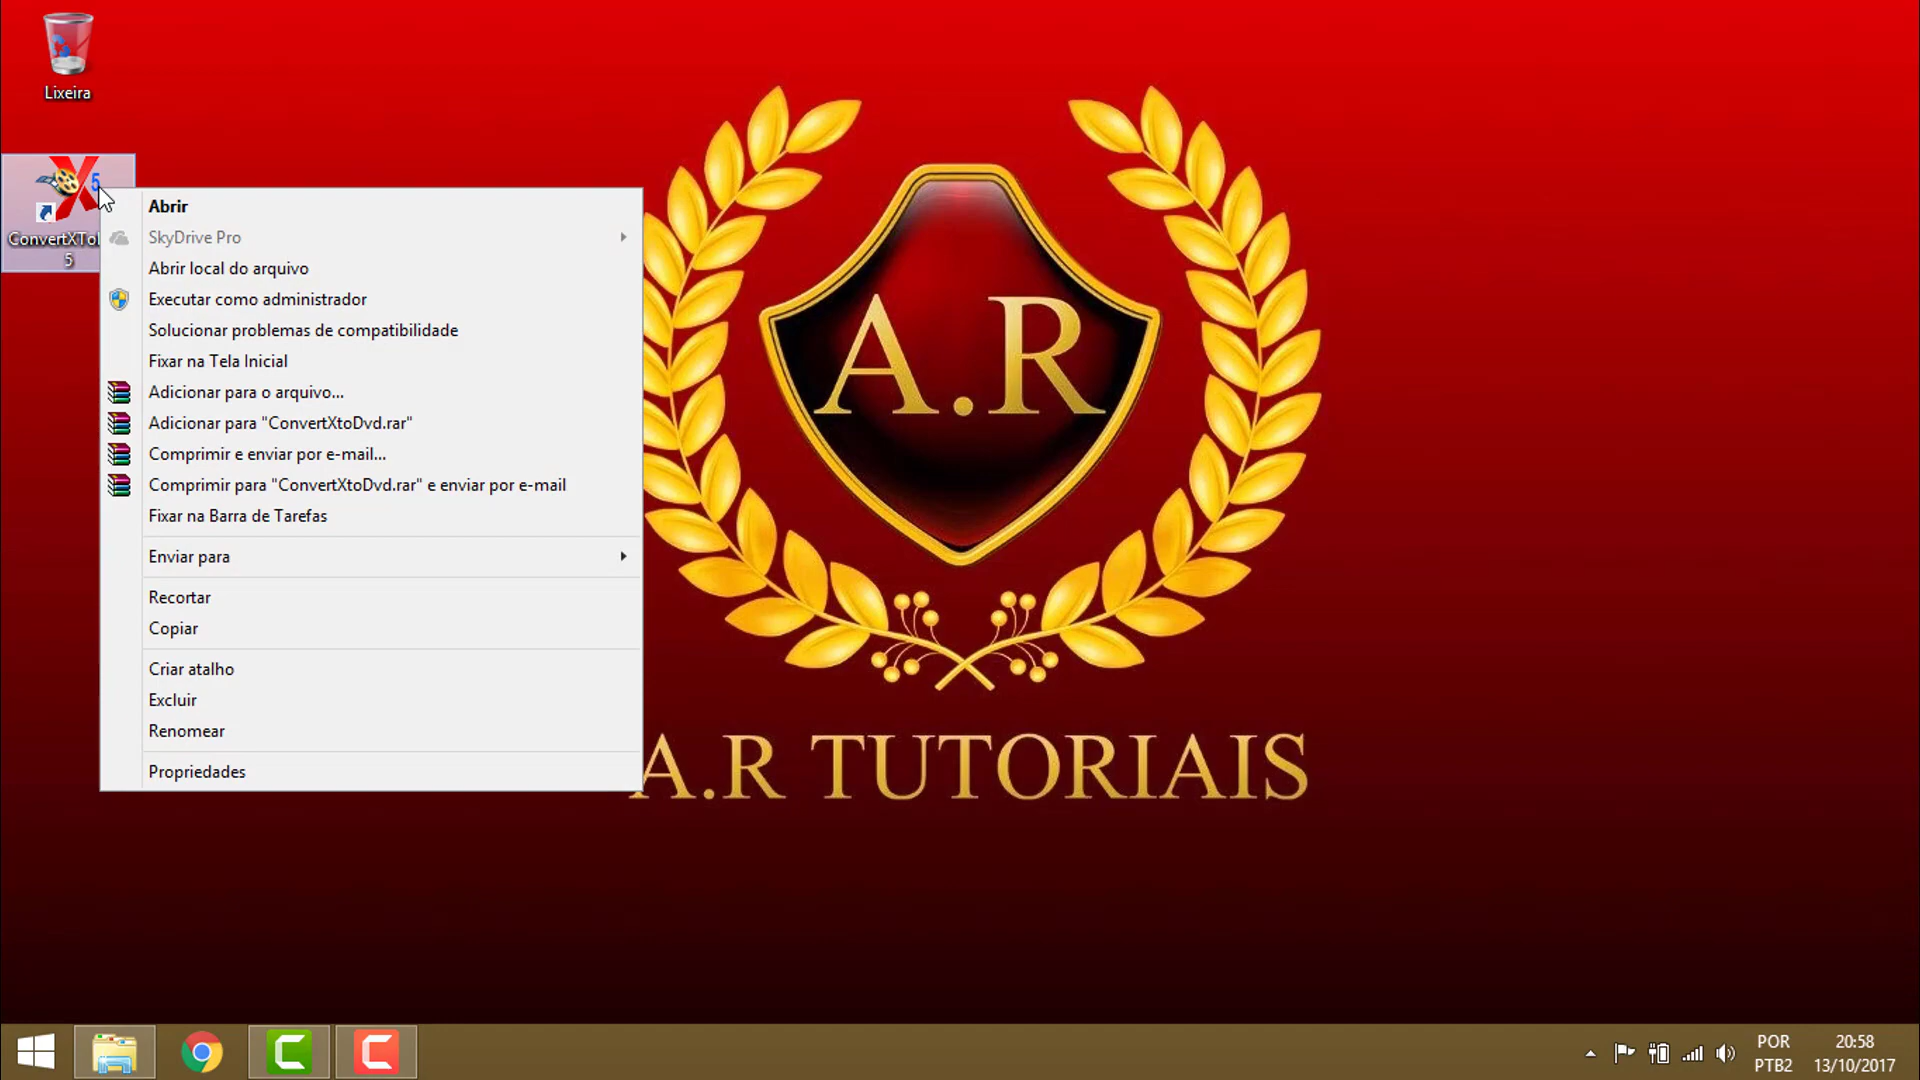 Lixeira
5
ConvertXTo
5
Abrir
SkyDrive Pro
Abrir local do arquivo
Executar como administrador
Solucionar problemas de compatibilidade
Fixar na Tela Inicial
Adicionar para o arquivo...
Adicionar para "ConvertXtoDvd.rar"
Comprimir e enviar por e-mail...
Comprimir para "ConvertXtoDvd.rar" e enviar por e-mail
Fixar na Barra de Tarefas
Enviar para
Recortar
Copiar
Criar atalho
Excluir
Renomear
Propriedades
A.R
A.R TUTORIAIS
POR
PTB2
20:58
13/10/2017